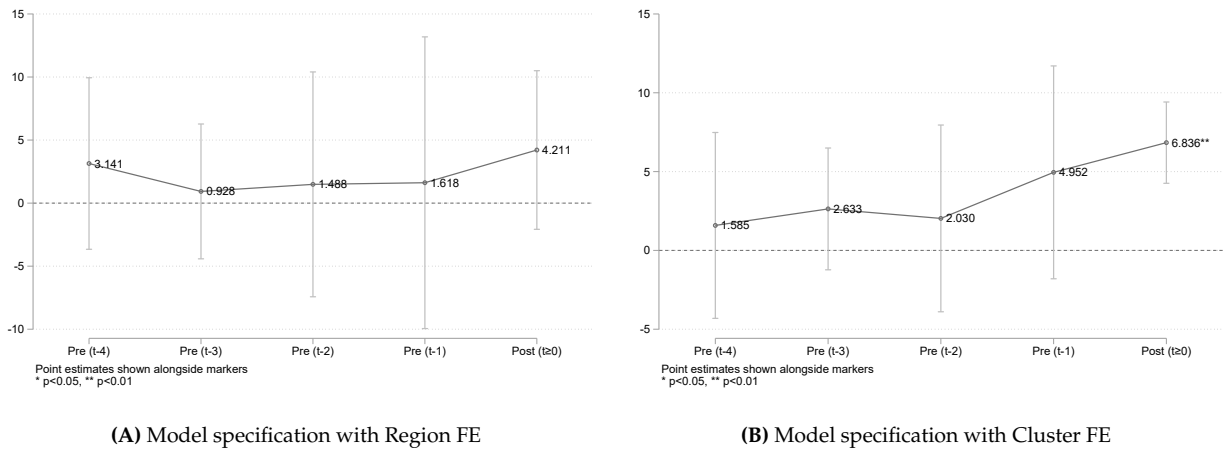 15
10
5
0
-5
-10
3.141
0.928
1.488
1.618
4.211
Pre (t-4)
Pre (t-3)
Pre (t-2)
Pre (t-1)
Post (t≥0)
Point estimates shown alongside markers
* p<0.05, ** p<0.01
(A) Model specification with Region FE
15
10
5
0
-5
1.585
2.633
2.030
4.952
6.836**
Pre (t-4)
Pre (t-3)
Pre (t-2)
Pre (t-1)
Post (t≥0)
Point estimates shown alongside markers
* p<0.05, ** p<0.01
(B) Model specification with Cluster FE